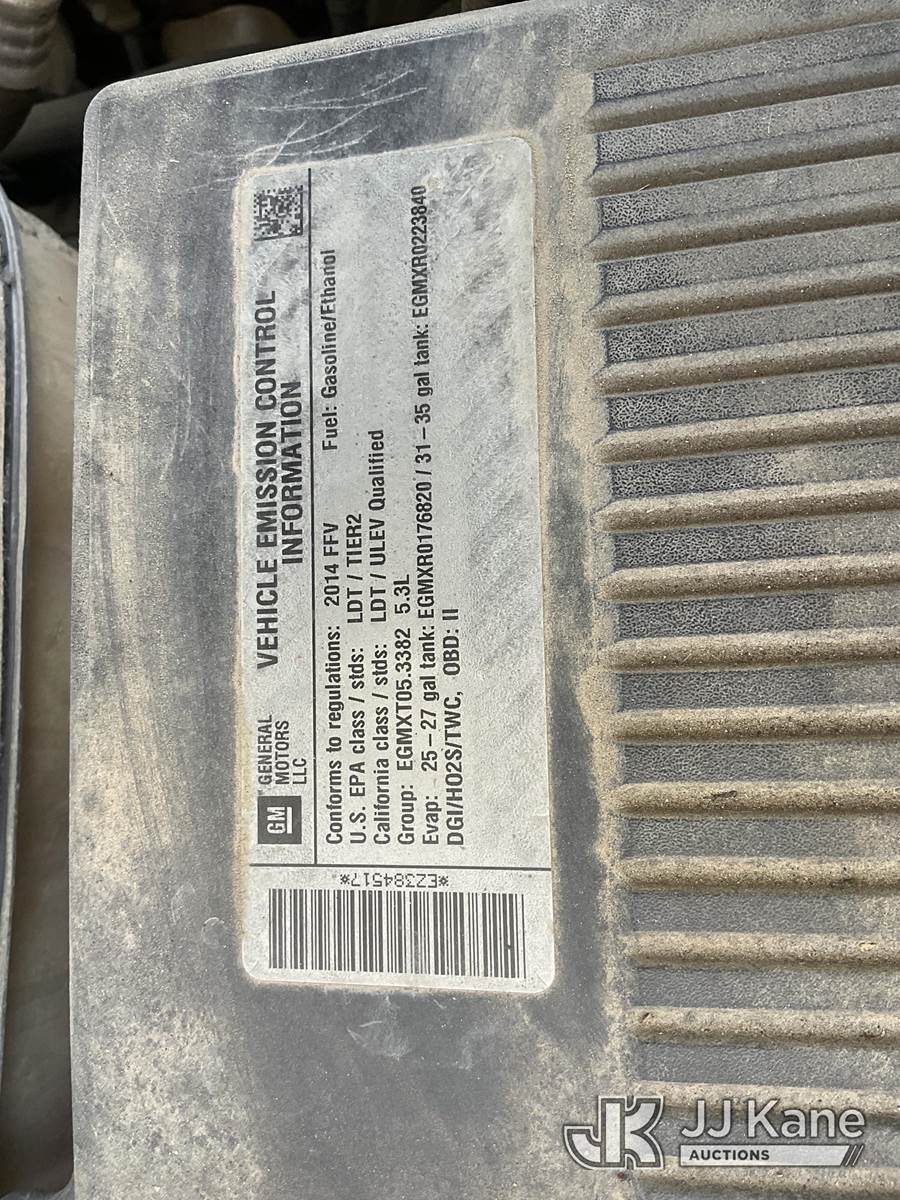 GM
GENERAL
MOTORS
LLC
VEHICLE EMISSION CONTROL
INFORMATION
Conforms to regulations: 2014 FFV Fuel: Gasoline/Ethanol
U.S. EPA class / stds: LDT / TIER2
California class / stds: LDT / ULEV Qualified
Group: EGMXT05.3382 5.3L
Evap: 25-27 gal tank: EGMXR0176820 / 31-35 gal tank: EGMXR0223840
DGI/HO2S/TWC, OBD: II
*EZ384517*
JK JJ Kane
AUCTIONS